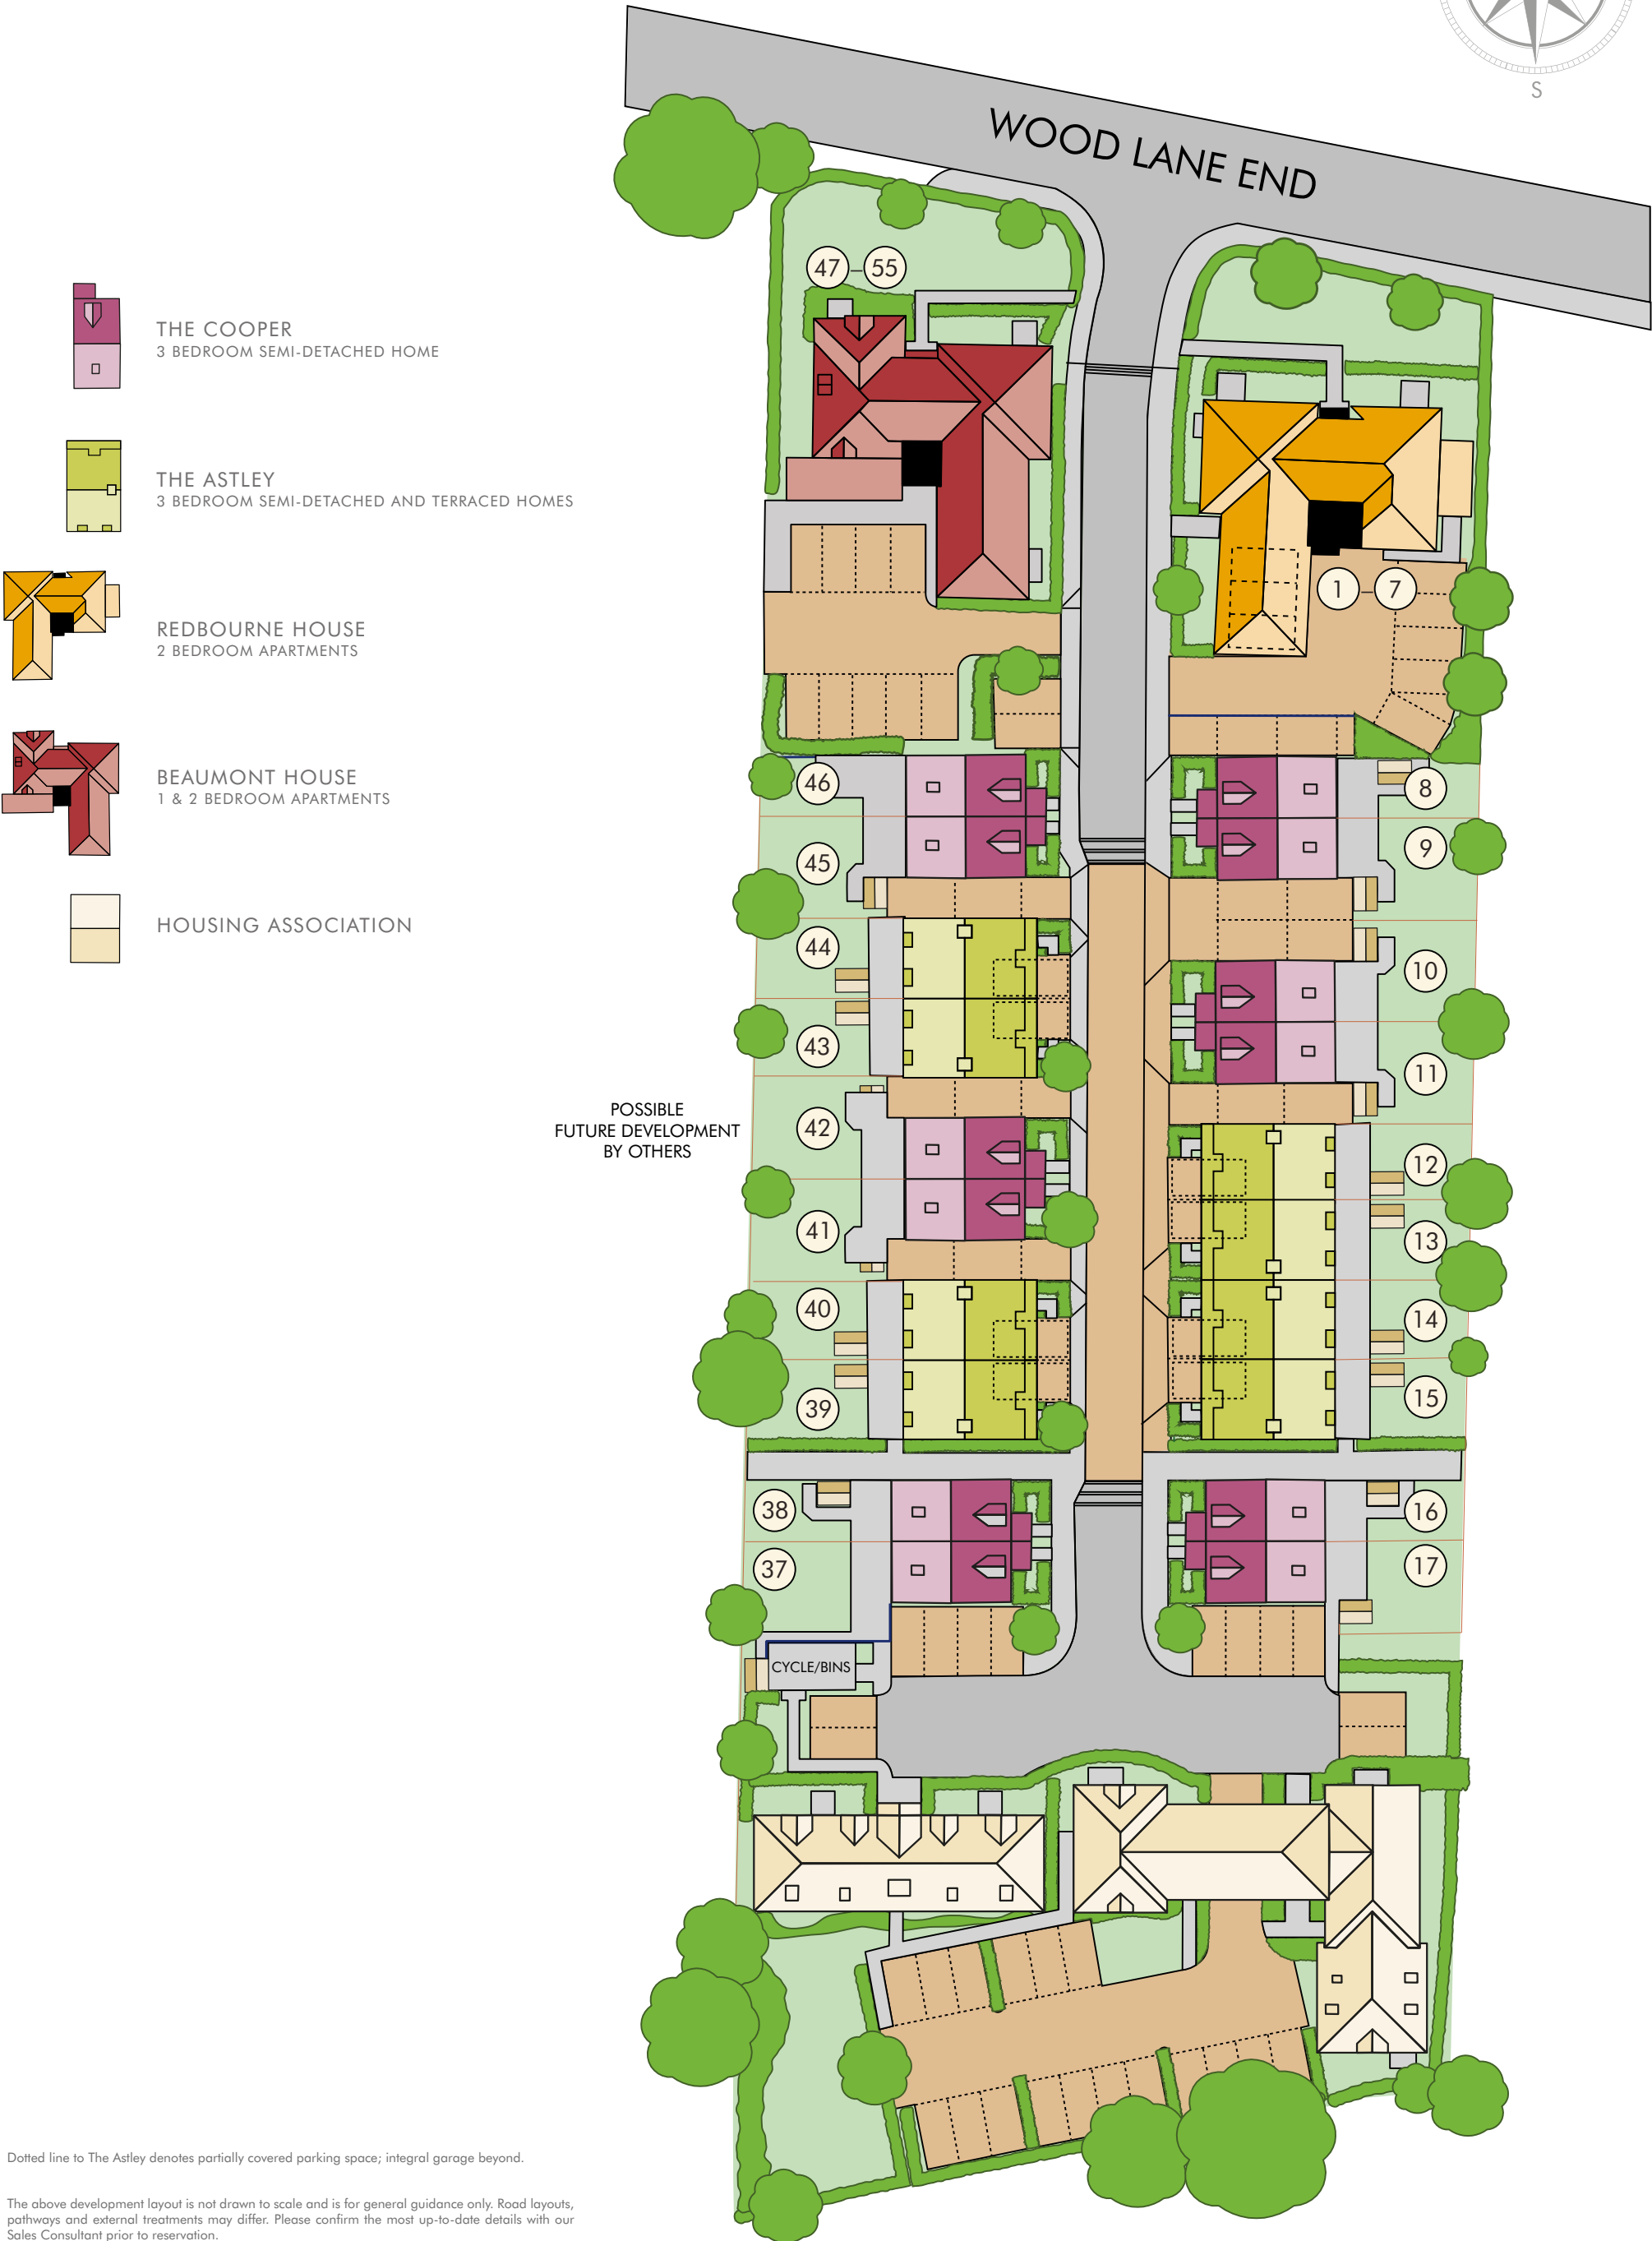 S
WOOD LANE END
47 – 55
THE COOPER
3 BEDROOM SEMI-DETACHED HOME
THE ASTLEY
3 BEDROOM SEMI-DETACHED AND TERRACED HOMES
1 – 7
REDBOURNE HOUSE
2 BEDROOM APARTMENTS
BEAUMONT HOUSE
1 & 2 BEDROOM APARTMENTS
HOUSING ASSOCIATION
46
8
45
9
44
10
43
11
POSSIBLE
FUTURE DEVELOPMENT
BY OTHERS
42
12
41
13
40
14
39
15
38
16
37
17
CYCLE/BINS
Dotted line to The Astley denotes partially covered parking space; integral garage beyond.
The above development layout is not drawn to scale and is for general guidance only. Road layouts,
pathways and external treatments may differ. Please confirm the most up-to-date details with our
Sales Consultant prior to reservation.